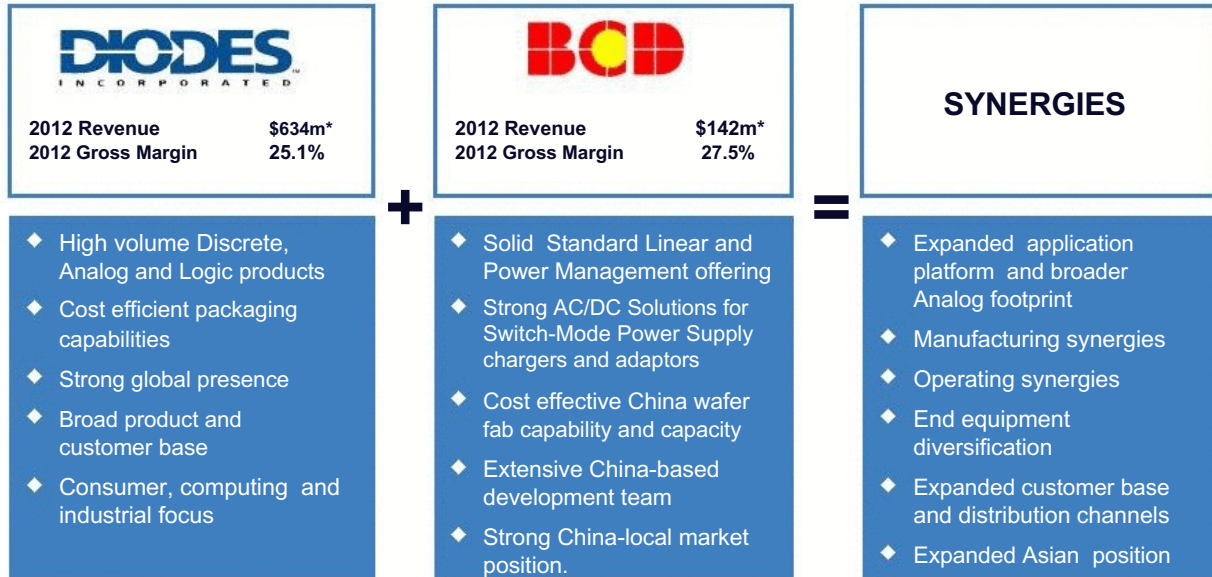 DIODES™
INCORPORATED
2012 Revenue $634m*
2012 Gross Margin 25.1%
High volume Discrete,
Analog and Logic products
Cost efficient packaging
capabilities
Strong global presence
Broad product and
customer base
Consumer, computing and
industrial focus
+
BCD
2012 Revenue $142m*
2012 Gross Margin 27.5%
Solid Standard Linear and
Power Management offering
Strong AC/DC Solutions for
Switch-Mode Power Supply
chargers and adaptors
Cost effective China wafer
fab capability and capacity
Extensive China-based
development team
Strong China-local market
position.
=
SYNERGIES
Expanded application
platform and broader
Analog footprint
Manufacturing synergies
Operating synergies
End equipment
diversification
Expanded customer base
and distribution channels
Expanded Asian position